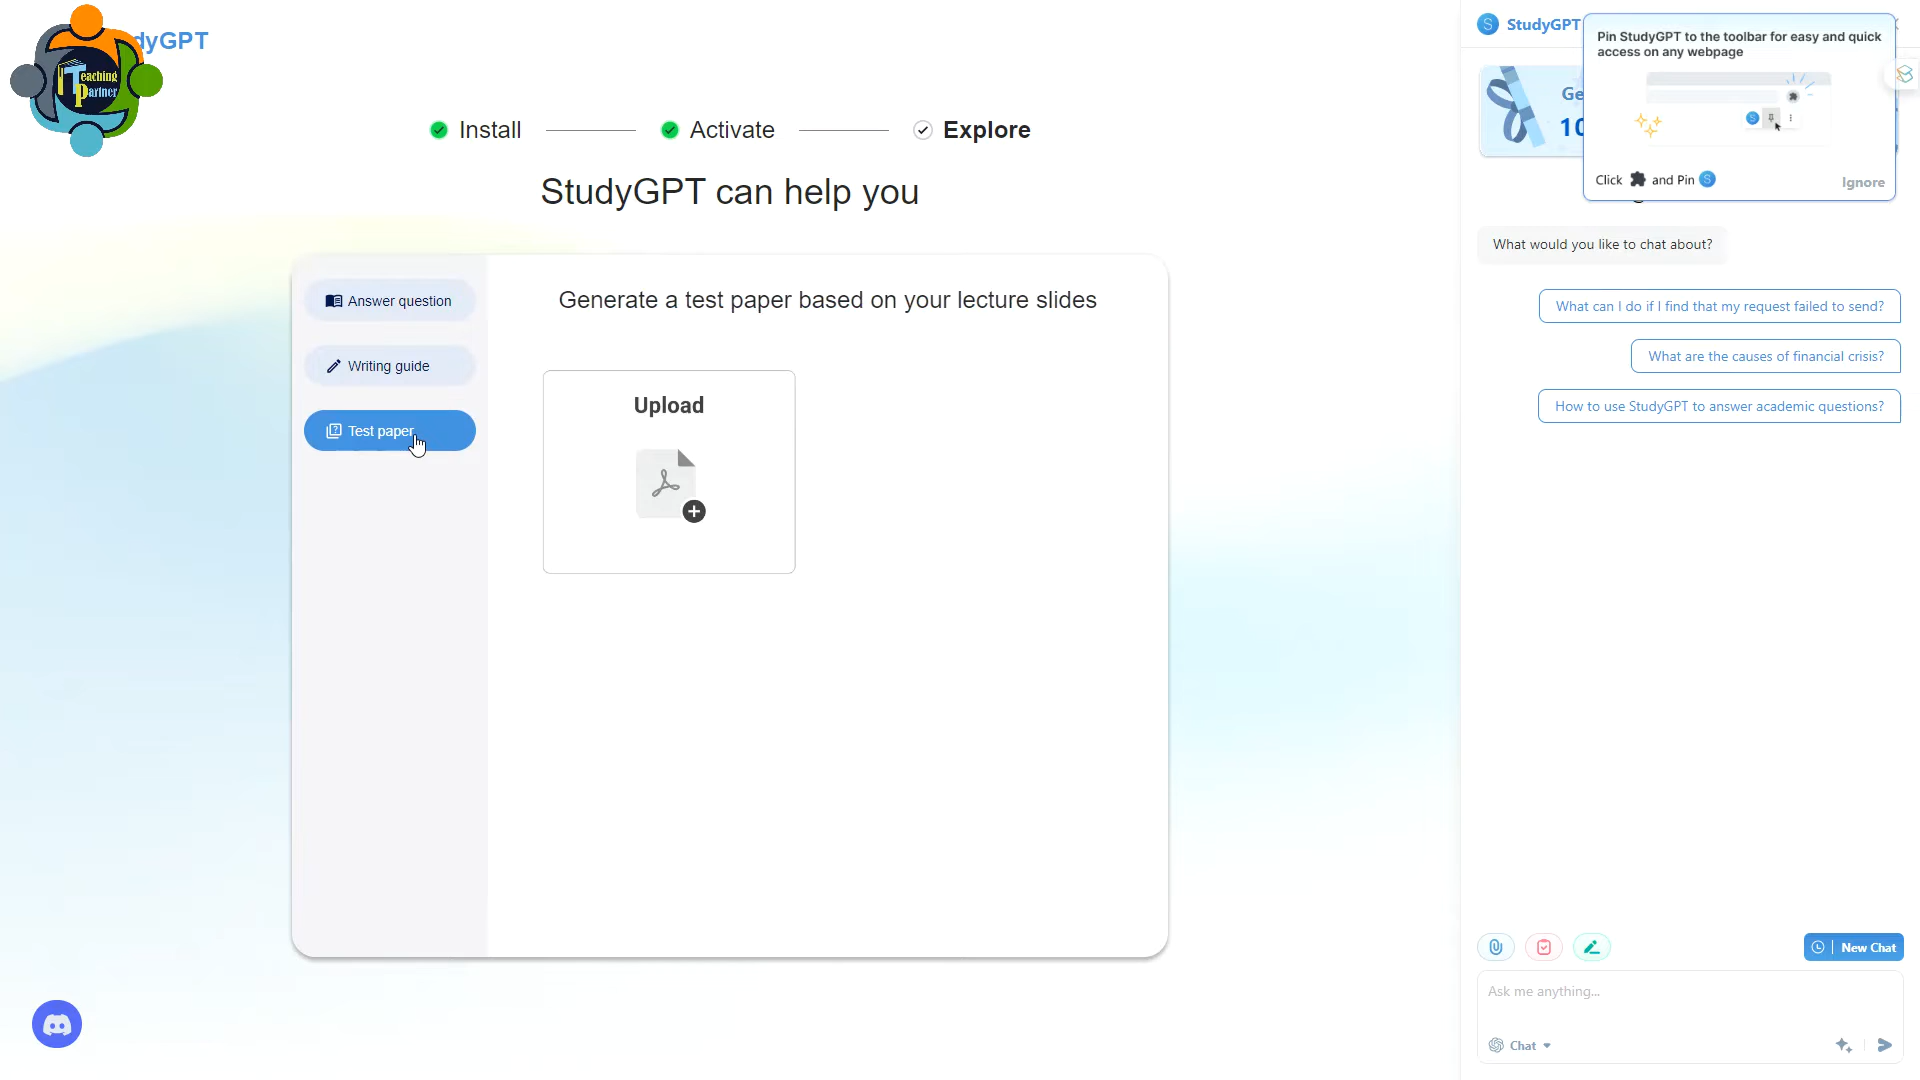 dyGPT
Teaching
Partner
Install
Activate
Explore
StudyGPT can help you
Answer question
Writing guide
Test paper
Generate a test paper based on your lecture slides
Upload
StudyGPT
Ge
10
Pin StudyGPT to the toolbar for easy and quick
access on any webpage
Click and Pin
Ignore
What would you like to chat about?
What can I do if I find that my request failed to send?
What are the causes of financial crisis?
How to use StudyGPT to answer academic questions?
New Chat
Ask me anything...
Chat